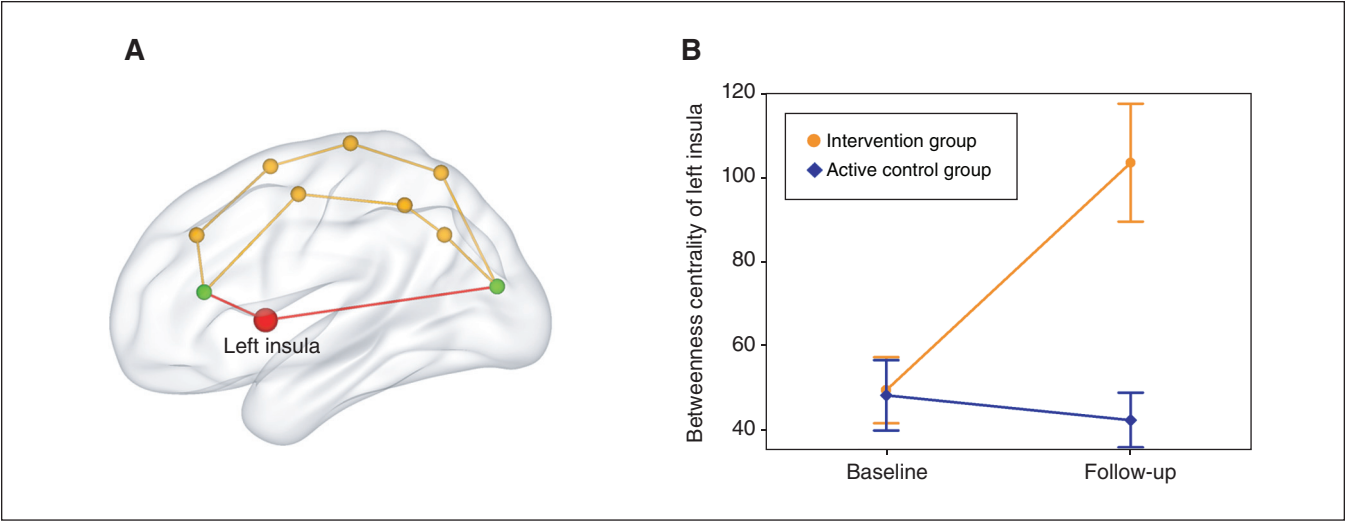 A
Left insula
B
Betweenness centrality of left insula
120
100
80
60
40
Intervention group
Active control group
Baseline
Follow-up